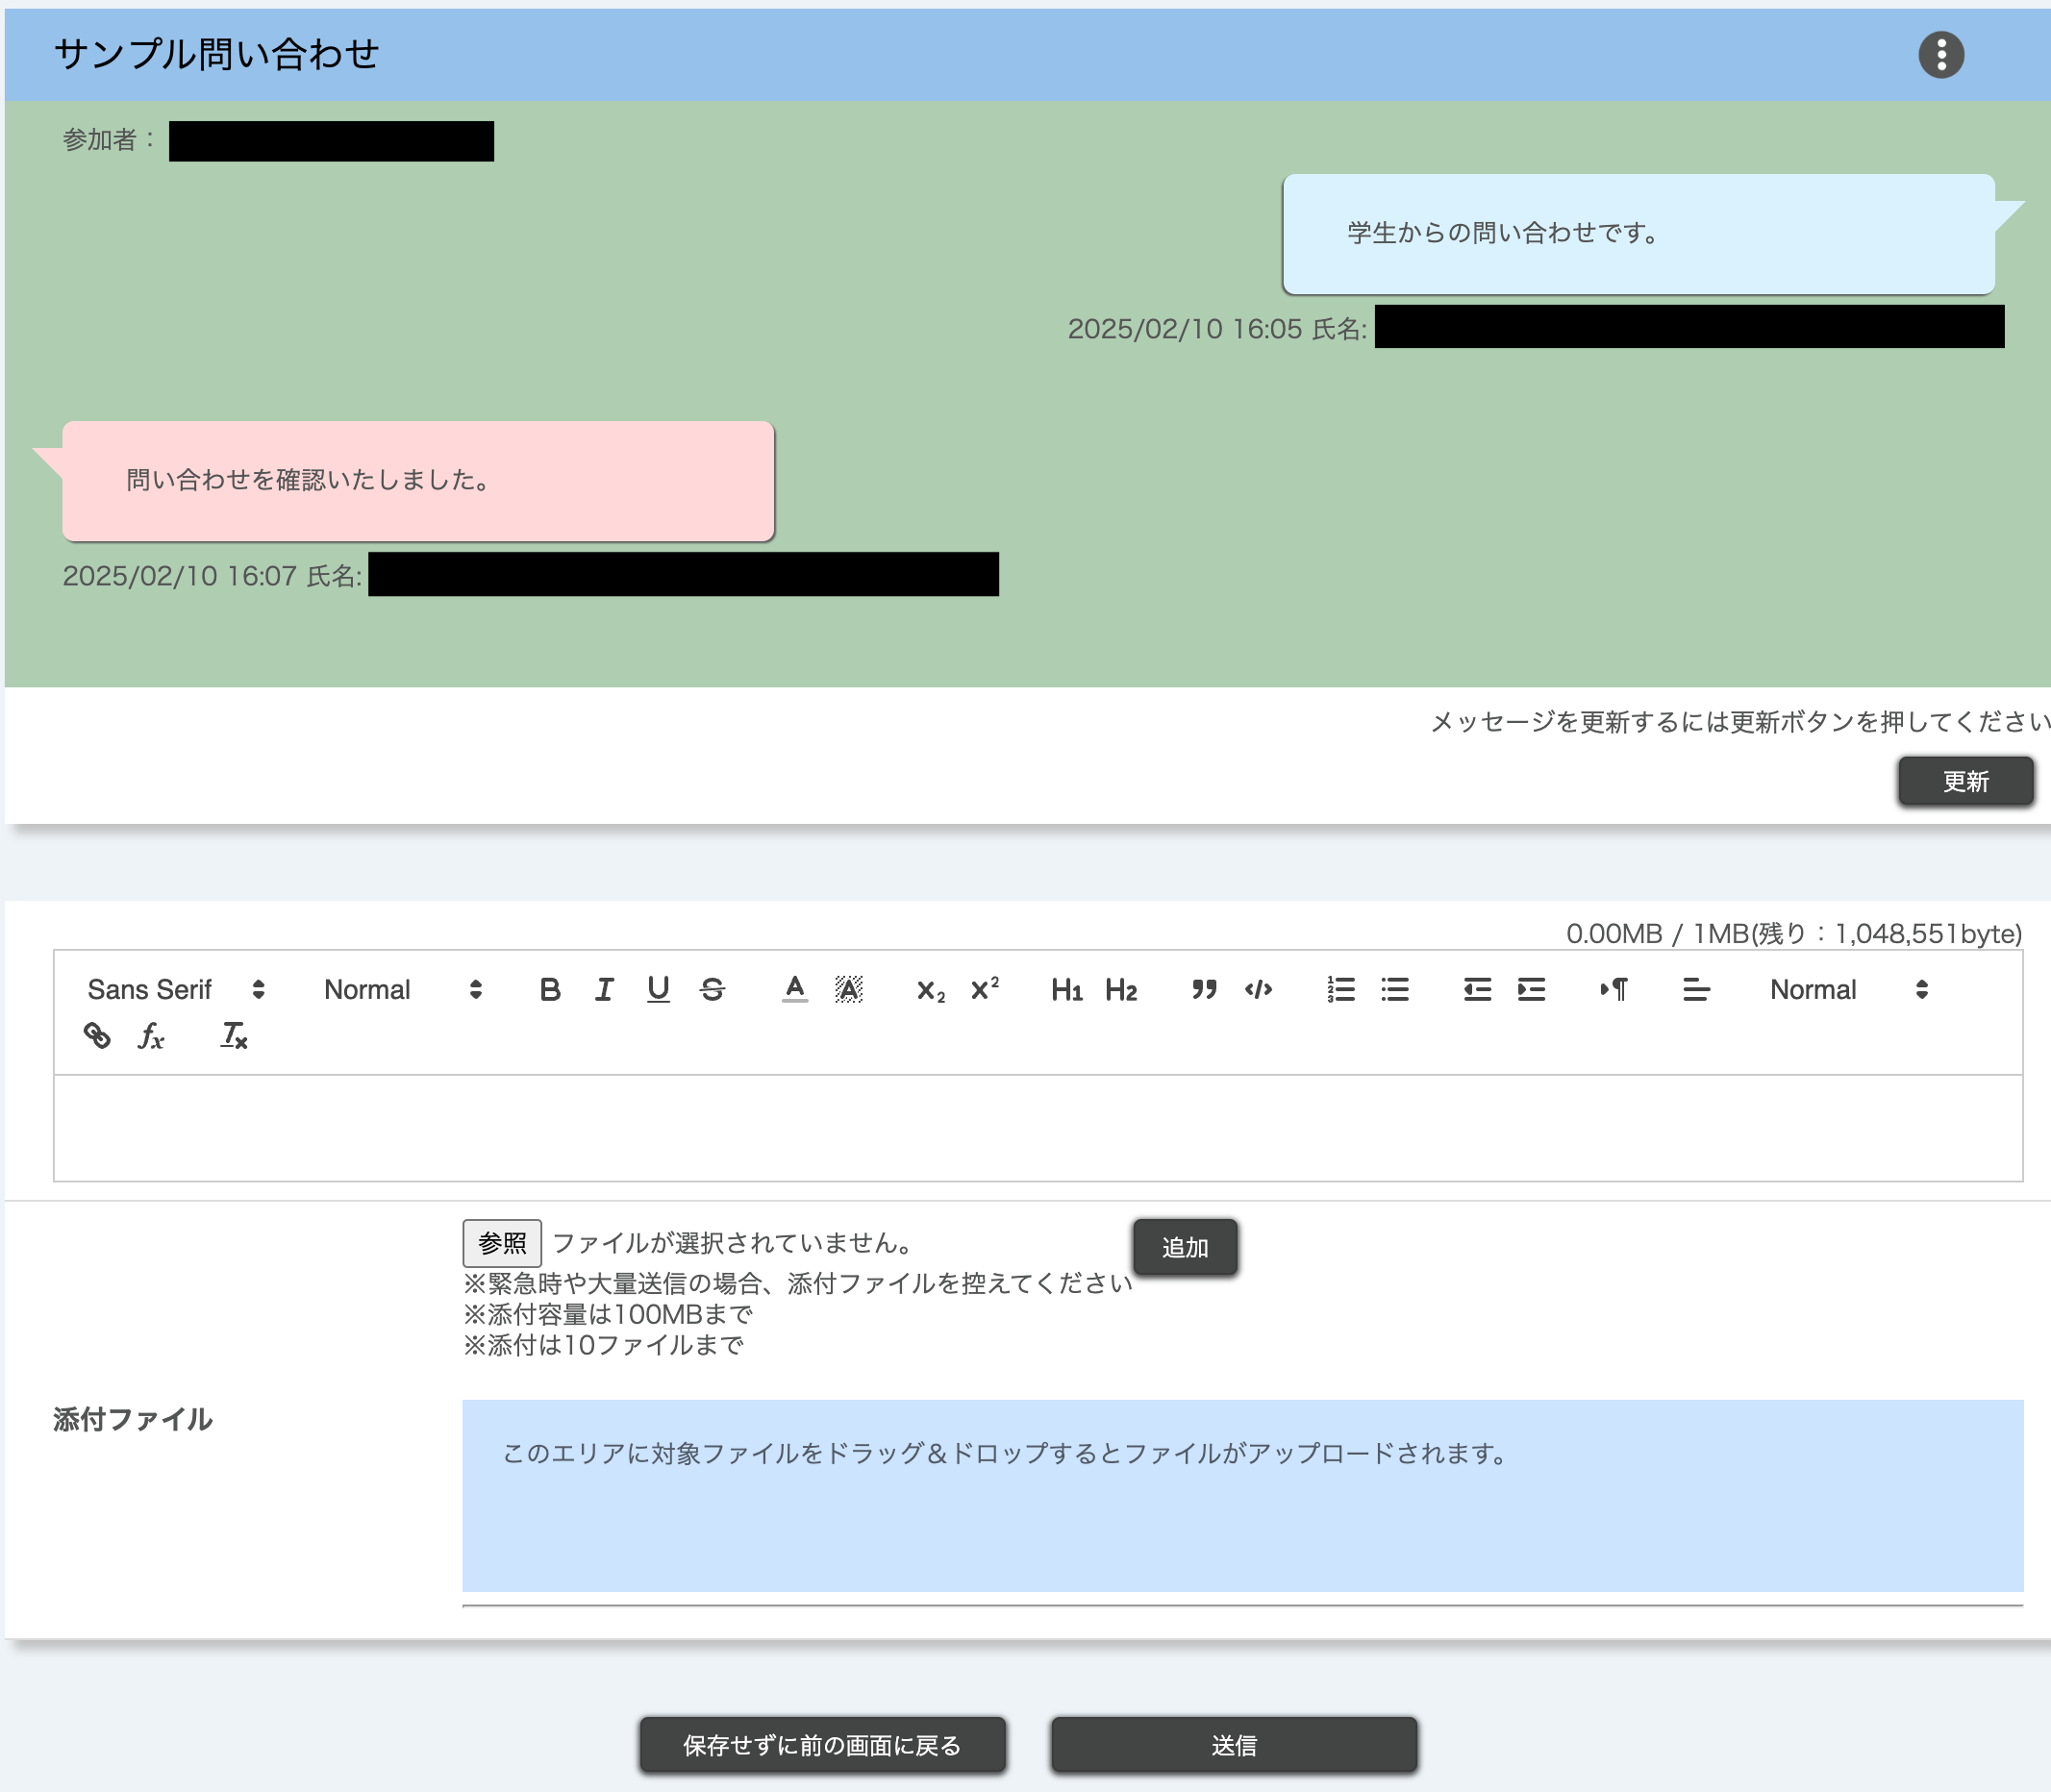 サンプル問い合わせ
参加者：
学生からの問い合わせです。
2025/02/10 16:05 氏名:
問い合わせを確認いたしました。
2025/02/10 16:07 氏名:
メッセージを更新するには更新ボタンを押してください
更新
0.00MB / 1MB(残り：1,048,551byte)
Sans Serif Normal B I U S A A x₂ x² H1 H2 Normal
fx Tx
参照 ファイルが選択されていません。 追加
※緊急時や大量送信の場合、添付ファイルを控えてください
※添付容量は100MBまで
※添付は10ファイルまで
添付ファイル
このエリアに対象ファイルをドラッグ＆ドロップするとファイルがアップロードされます。
保存せずに前の画面に戻る 送信